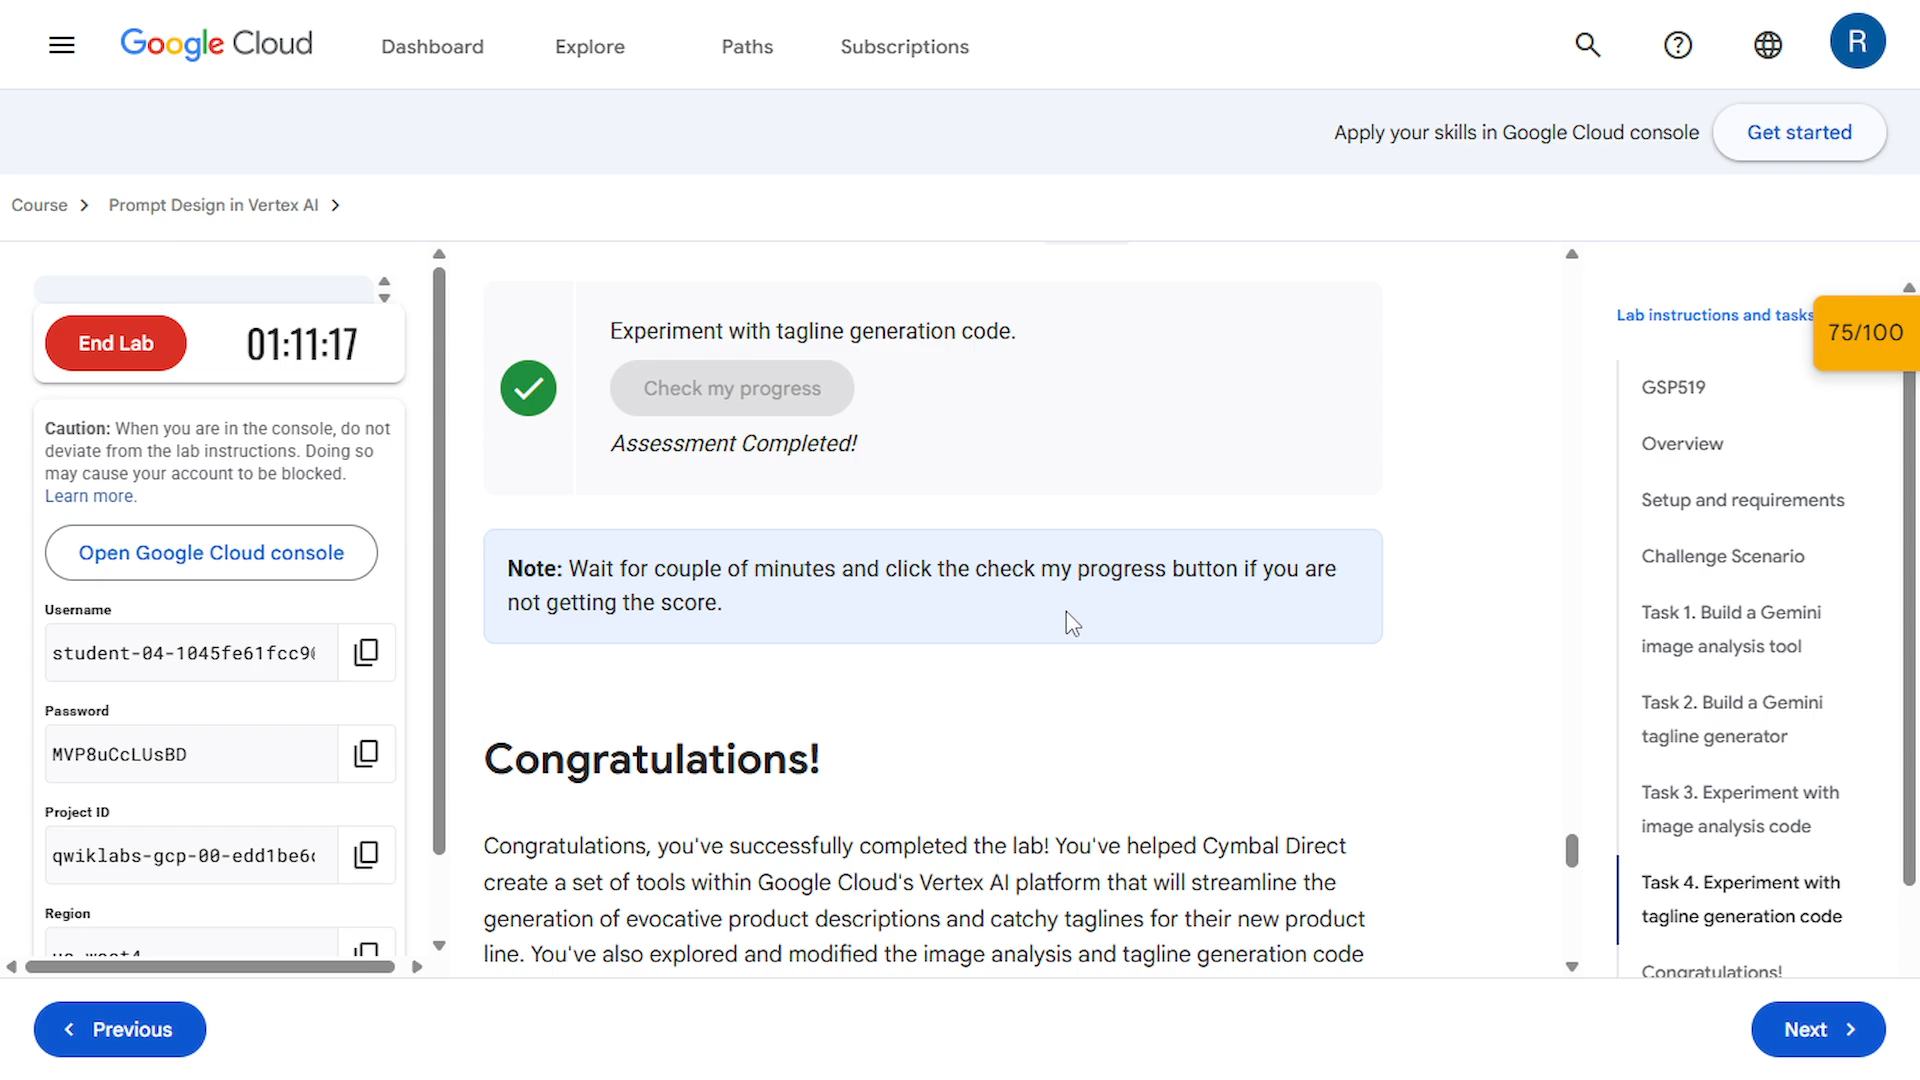 Google Cloud
Dashboard
Explore
Paths
Subscriptions
R
Apply your skills in Google Cloud console
Get started
Course
Prompt Design in Vertex AI
End Lab
01:11:17
Caution: When you are in the console, do not
deviate from the lab instructions. Doing so
may cause your account to be blocked.
Learn more.
Open Google Cloud console
Username
student-04-1045fe61fcc9
Password
MVP8uCcLUsBD
Project ID
qwiklabs-gcp-00-edd1be6
Region
Experiment with tagline generation code.
Check my progress
Assessment Completed!
Note: Wait for couple of minutes and click the check my progress button if you are
not getting the score.
Congratulations!
Congratulations, you've successfully completed the lab! You've helped Cymbal Direct
create a set of tools within Google Cloud's Vertex AI platform that will streamline the
generation of evocative product descriptions and catchy taglines for their new product
line. You've also explored and modified the image analysis and tagline generation code
Lab instructions and tasks
75/100
GSP519
Overview
Setup and requirements
Challenge Scenario
Task 1. Build a Gemini
image analysis tool
Task 2. Build a Gemini
tagline generator
Task 3. Experiment with
image analysis code
Task 4. Experiment with
tagline generation code
Congratulations!
Previous
Next